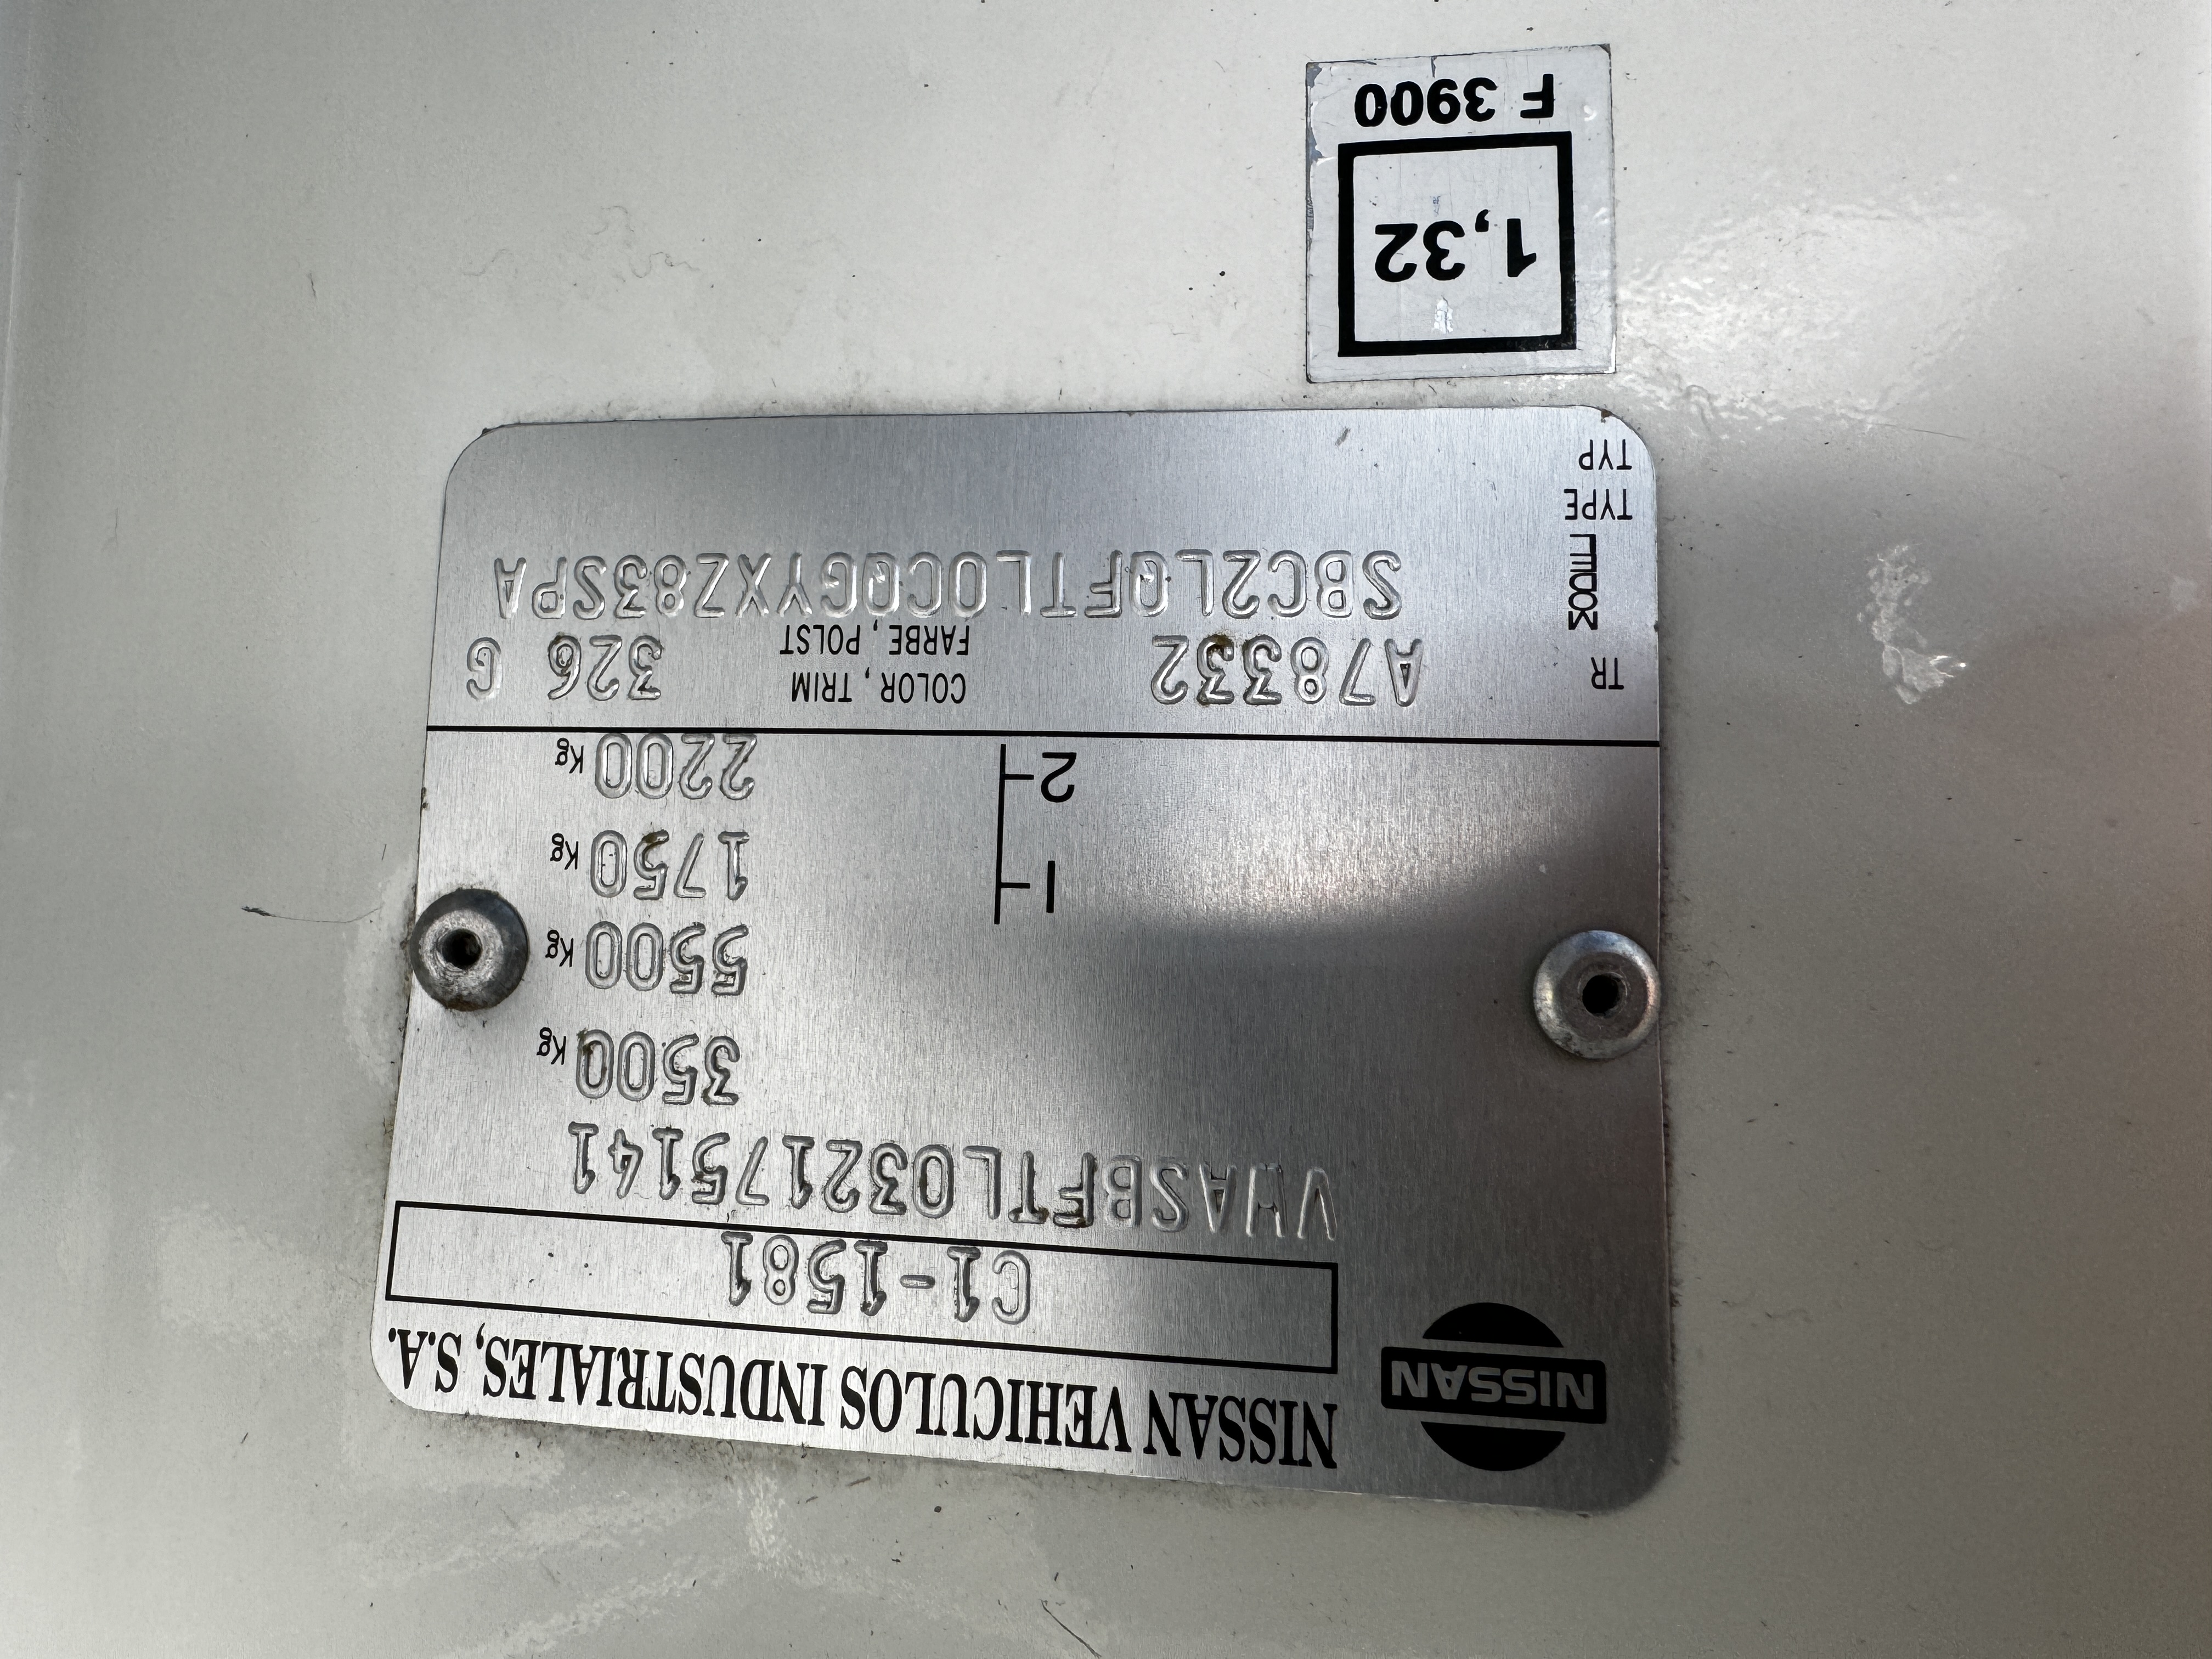 NISSAN
NISSAN VEHICULOS INDUSTRIALES, S.A.
C1-1581
VWASBFTL032175141
3500 Kg
5500 Kg
1 - 1750 Kg
2 - 2200 Kg
TR A78332 COLOR, TRIM 326 G
FARBE, POLST
MODEL SBC2LQFTL0CQGYXZ83SPA
TYPE
TYP
1,32
F 3900